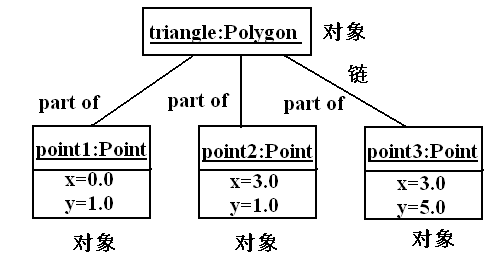 triangle:Polygon 对象
链
part of part of part of
point1:Point point2:Point point3:Point
x=0.0 x=3.0 x=3.0
y=1.0 y=1.0 y=5.0
对象 对象 对象